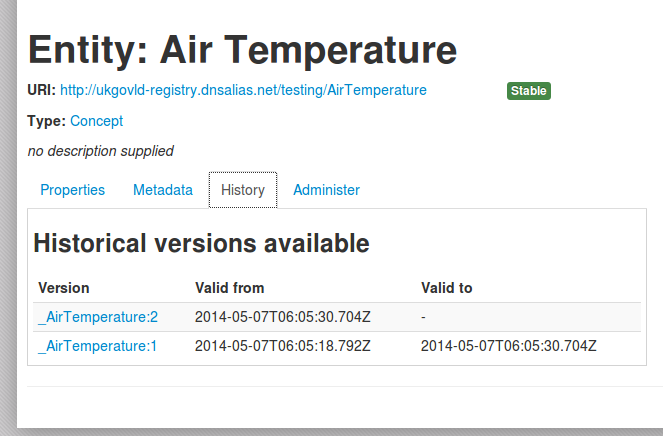 Entity: Air Temperature
URI: http://ukgovld-registry.dnsalias.net/testing/AirTemperature Stable
Type: Concept
no description supplied
Properties Metadata History Administer
Historical versions available
Version Valid from Valid to
_AirTemperature:2 2014-05-07T06:05:30.704Z -
_AirTemperature:1 2014-05-07T06:05:18.792Z 2014-05-07T06:05:30.704Z